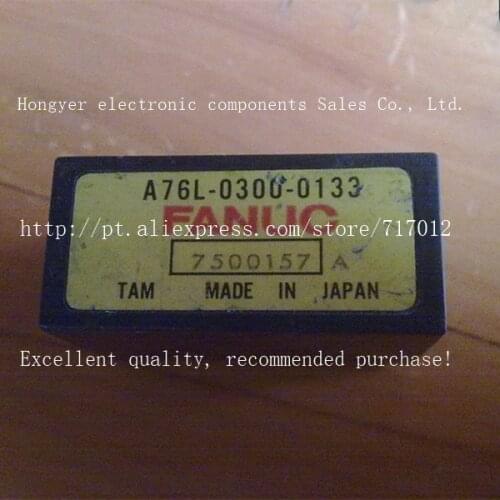 Hongyer electronic components Sales Co., Ltd.
A76L-0300-0133
FANUC
http://pt.aliexpress.com/store/717012
7500157 A
TAM MADE IN JAPAN
Excellent quality, recommended purchase!